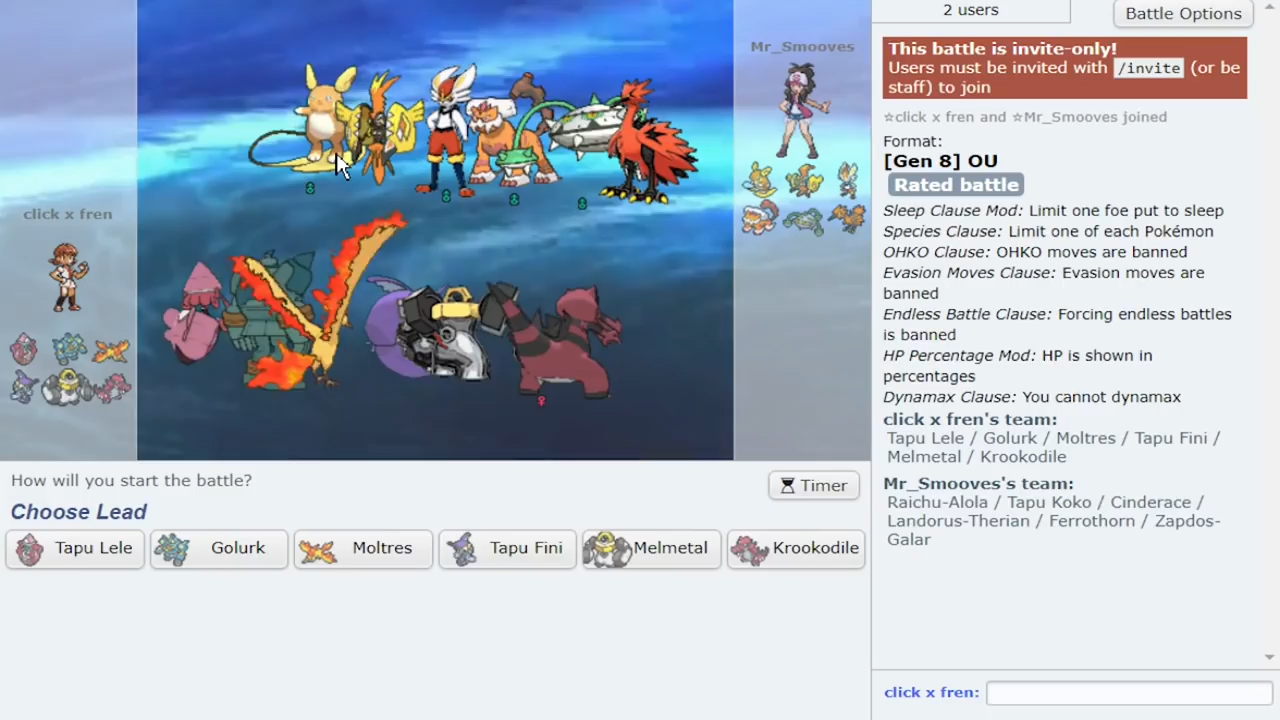 2 users
Battle Options
Mr_Smooves
This battle is invite-only!
Users must be invited with /invite (or be
staff) to join
☆click x fren and ☆Mr_Smooves joined
Format:
[Gen 8] OU
Rated battle
Sleep Clause Mod: Limit one foe put to sleep
Species Clause: Limit one of each Pokémon
OHKO Clause: OHKO moves are banned
Evasion Moves Clause: Evasion moves are
banned
Endless Battle Clause: Forcing endless battles
is banned
HP Percentage Mod: HP is shown in
percentages
Dynamax Clause: You cannot dynamax
click x fren's team:
Tapu Lele / Golurk / Moltres / Tapu Fini /
Melmetal / Krookodile
Mr_Smooves's team:
Raichu-Alola / Tapu Koko / Cinderace /
Landorus-Therian / Ferrothorn / Zapdos-
Galar
click x fren
How will you start the battle?
Timer
Choose Lead
Tapu Lele
Golurk
Moltres
Tapu Fini
Melmetal
Krookodile
click x fren: